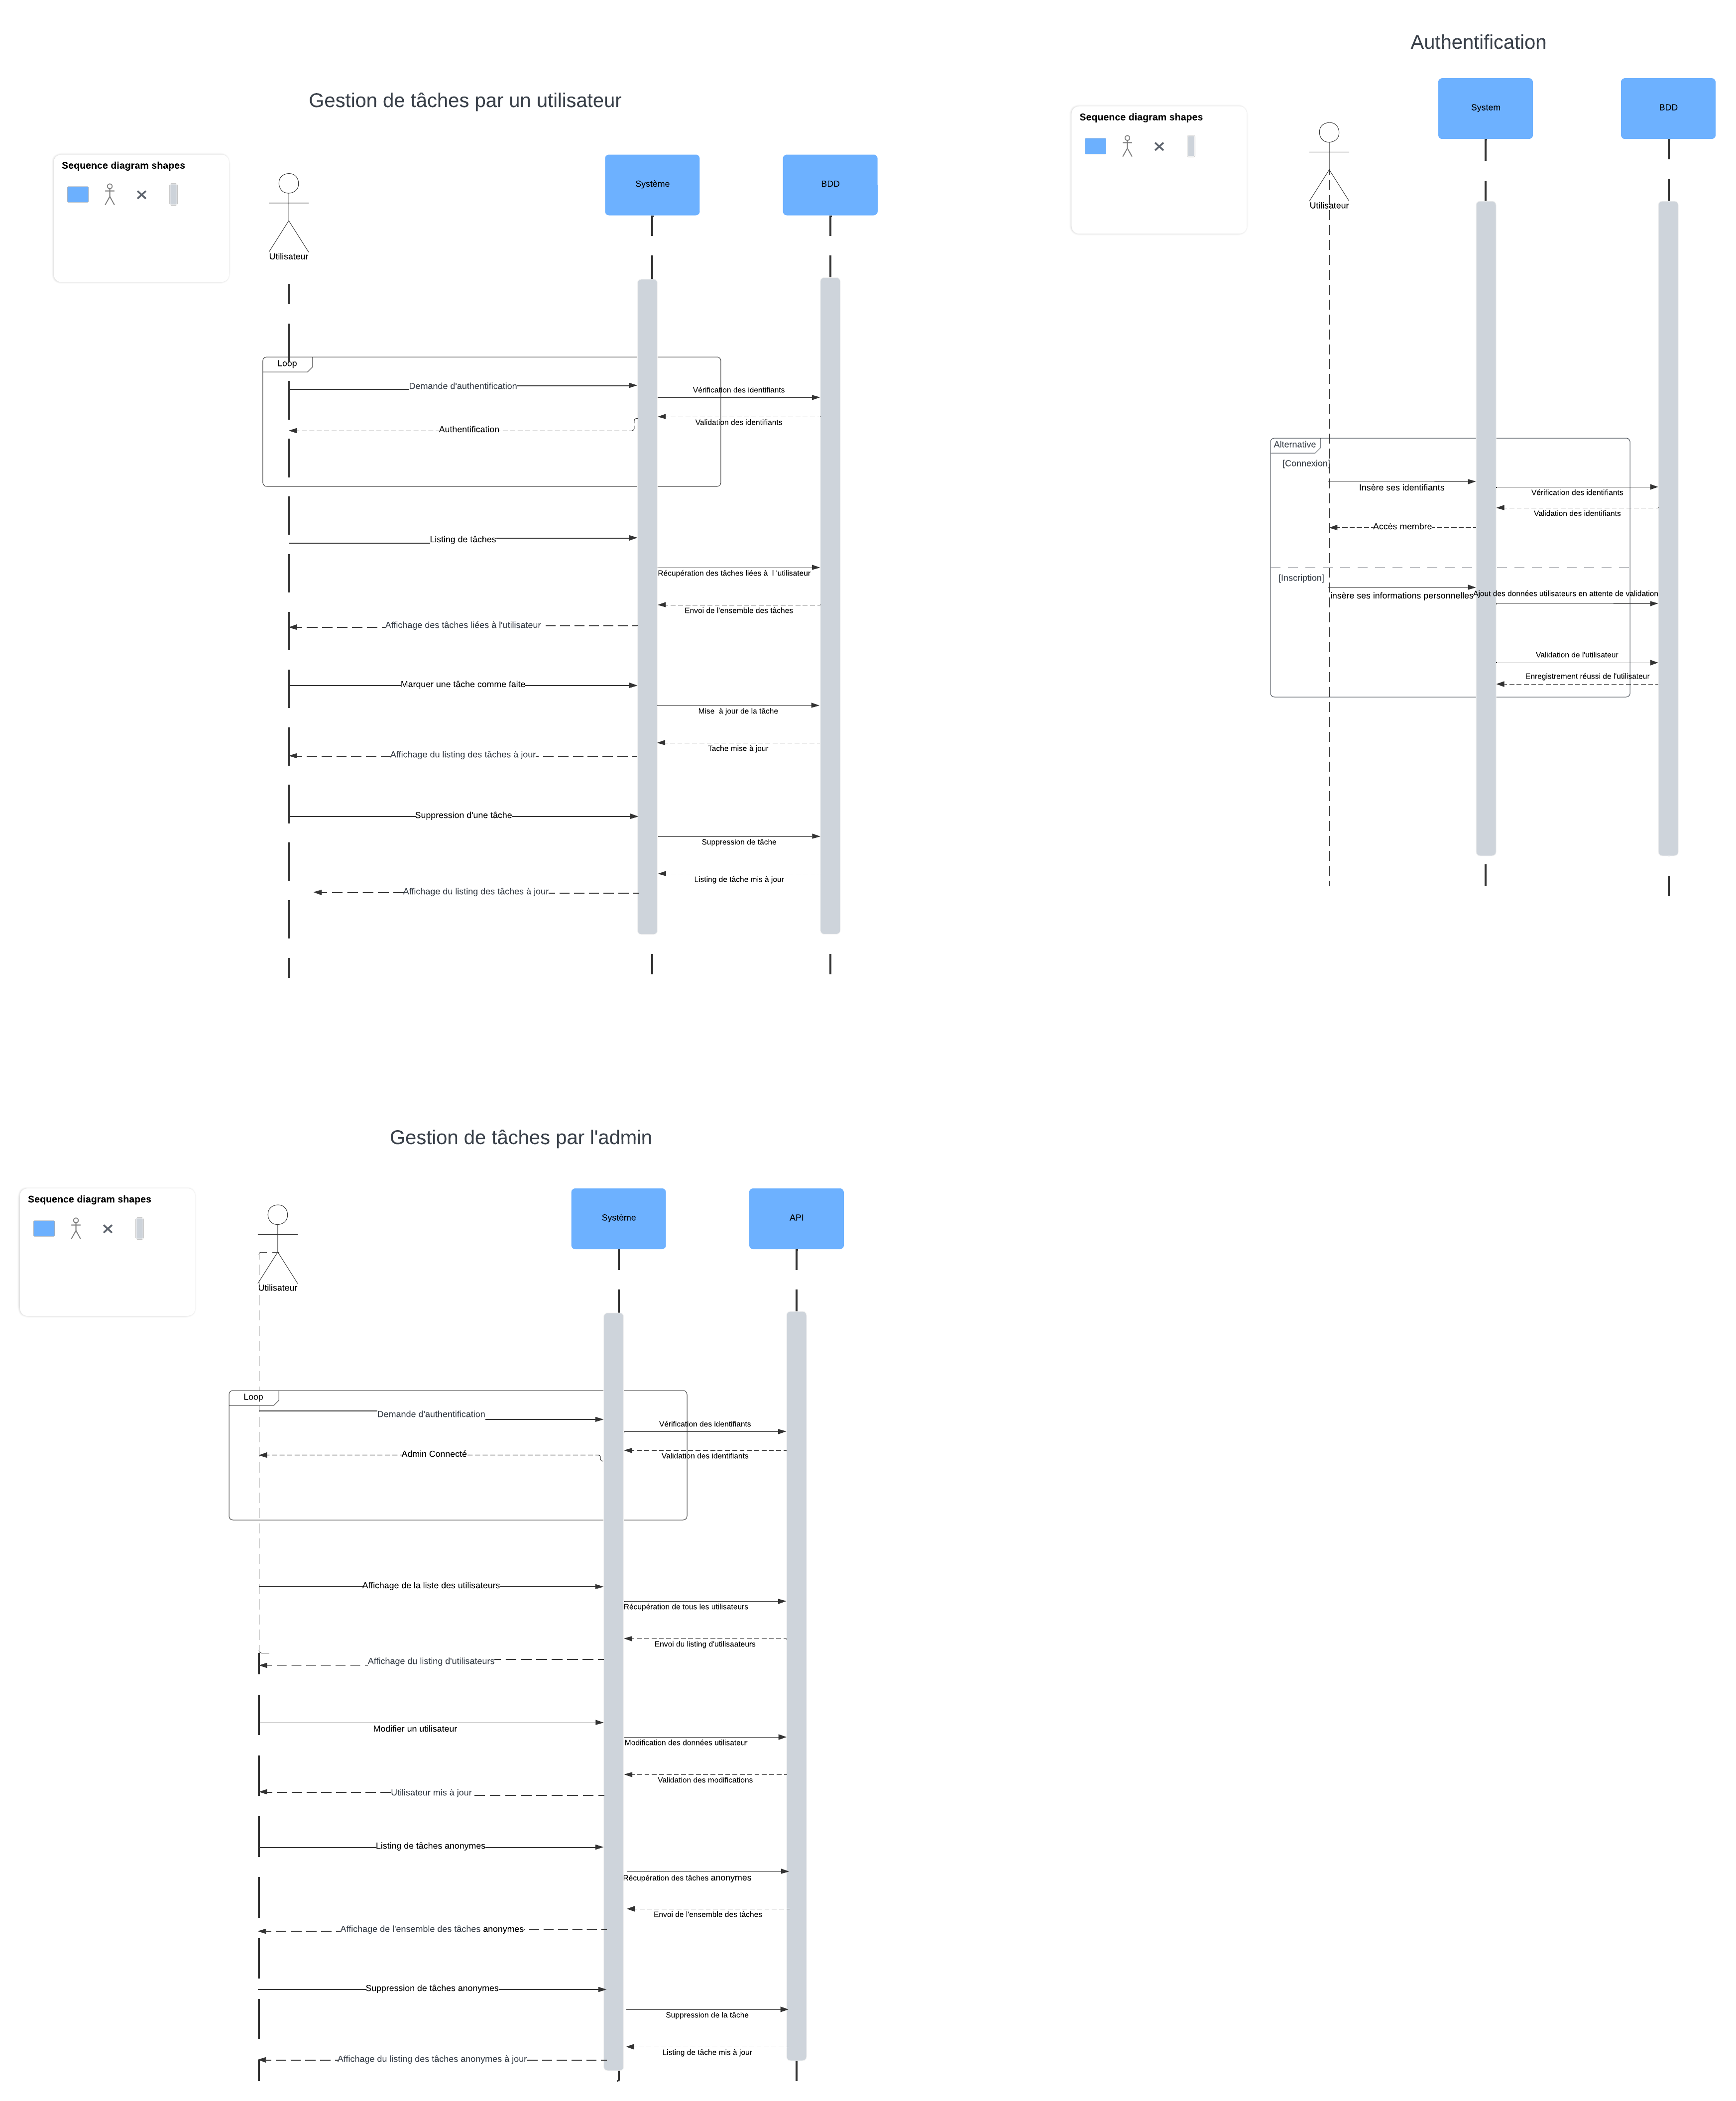 Authentification
System
BDD
Sequence diagram shapes
Utilisateur
Alternative
[Connexion]
Insère ses identifiants
Vérification des identifiants
Validation des identifiants
Accès membre
[Inscription]
insère ses informations personnelles
Ajout des données utilisateurs en attente de validation
Validation de l'utilisateur
Enregistrement réussi de l'utilisateur
Gestion de tâches par un utilisateur
Sequence diagram shapes
Système
BDD
Utilisateur
Loop
Demande d'authentification
Vérification des identifiants
Validation des identifiants
Authentification
Listing de tâches
Récupération des tâches liées à l 'utilisateur
Envoi de l'ensemble des tâches
Affichage des tâches liées à l'utilisateur
Marquer une tâche comme faite
Mise à jour de la tâche
Tache mise à jour
Affichage du listing des tâches à jour
Suppression d'une tâche
Suppression de tâche
Listing de tâche mis à jour
Affichage du listing des tâches à jour
Gestion de tâches par l'admin
Sequence diagram shapes
Système
API
Utilisateur
Loop
Demande d'authentification
Vérification des identifiants
Validation des identifiants
Admin Connecté
Affichage de la liste des utilisateurs
Récupération de tous les utilisateurs
Envoi du listing d'utilisaateurs
Affichage du listing d'utilisateurs
Modifier un utilisateur
Modification des données utilisateur
Validation des modifications
Utilisateur mis à jour
Listing de tâches anonymes
Récupération des tâches anonymes
Envoi de l'ensemble des tâches
Affichage de l'ensemble des tâches anonymes
Suppression de tâches anonymes
Suppression de la tâche
Listing de tâche mis à jour
Affichage du listing des tâches anonymes à jour